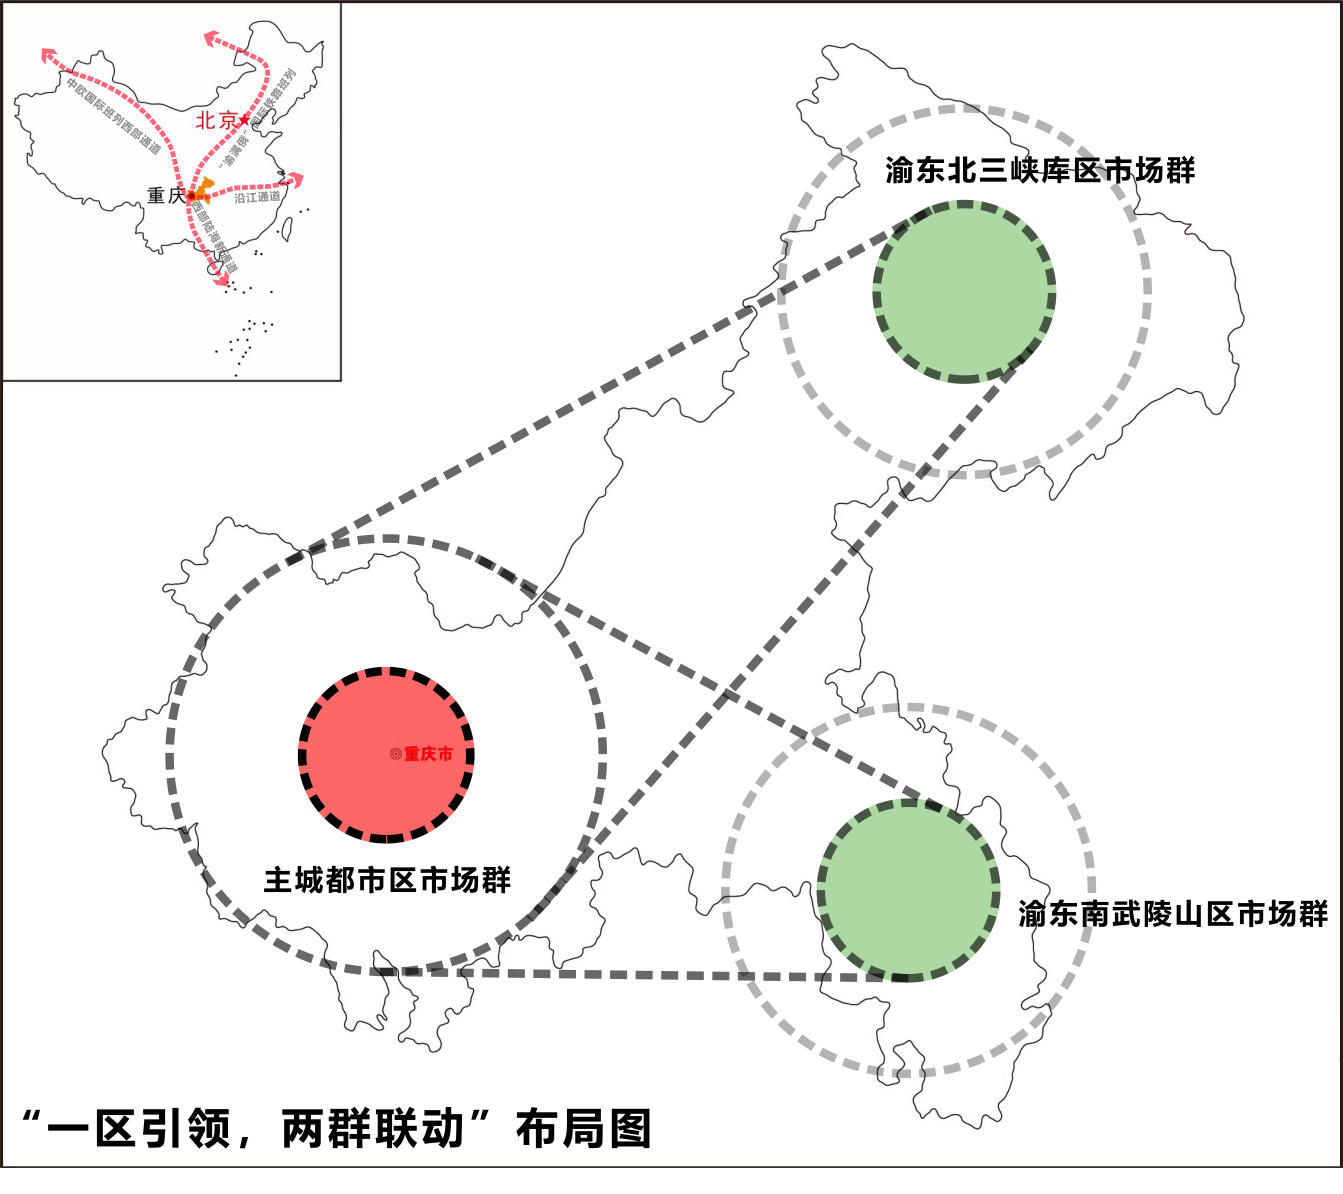 中欧国际班列西部通道
北京
“渝满俄”国际铁路班列
重庆
沿江通道
西部陆海新通道
渝东北三峡库区市场群
重庆市
主城都市区市场群
渝东南武陵山区市场群
“一区引领，两群联动”布局图